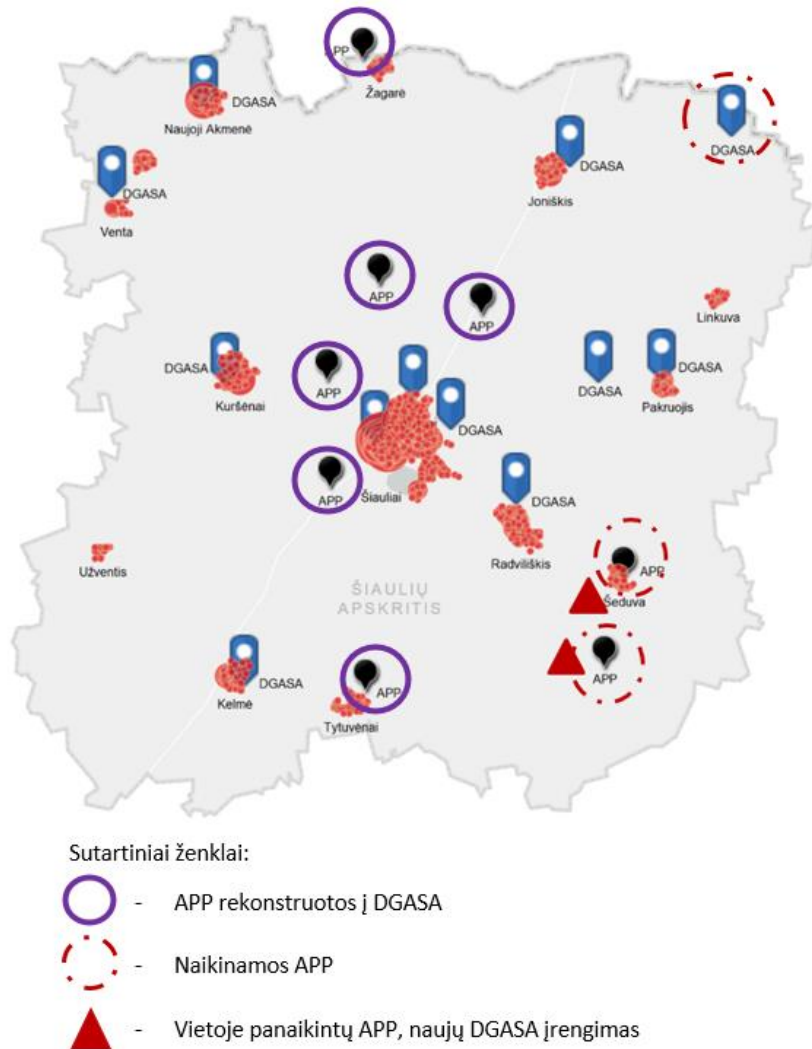 APP
Žagarė
DGASA
Naujoji Akmenė
DGASA
DGASA
Joniškis
DGASA
Venta
APP
APP
Linkuva
DGASA
Kuršėnai
APP
DGASA
DGASA
Pakruojis
DGASA
APP
Šiauliai
DGASA
Radviliškis
Užventis
APP
Šeduva
ŠIAULIŲ
APSKRITIS
APP
DGASA
Kelmė
APP
Tytuvėnai
Sutartiniai ženklai:
- APP rekonstruotos į DGASA
- Naikinamos APP
- Vietoje panaikintų APP, naujų DGASA įrengimas